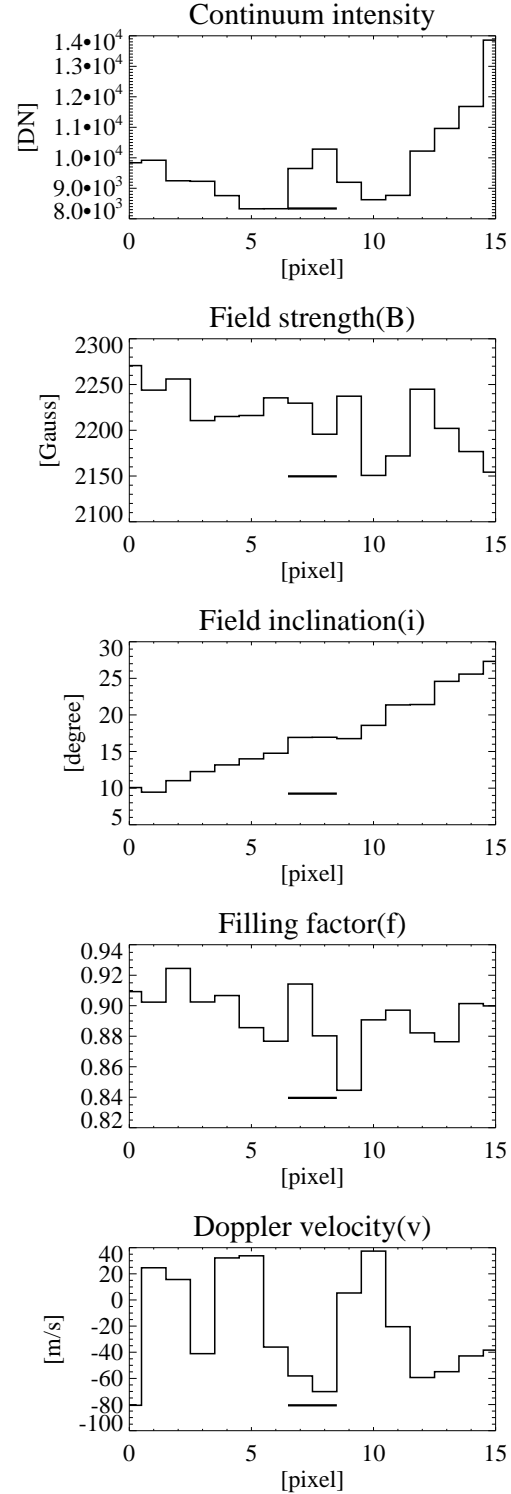 Continuum intensity
1.4•10⁴
1.3•10⁴
1.2•10⁴
1.1•10⁴
1.0•10⁴
9.0•10³
8.0•10³
[DN]
0 5 10 15
[pixel]
Field strength(B)
2300
2250
2200
2150
2100
[Gauss]
0 5 10 15
[pixel]
Field inclination(i)
30
25
20
15
10
5
[degree]
0 5 10 15
[pixel]
Filling factor(f)
0.94
0.92
0.90
0.88
0.86
0.84
0.82
0 5 10 15
[pixel]
Doppler velocity(v)
40
20
0
-20
-40
-60
-80
-100
[m/s]
0 5 10 15
[pixel]